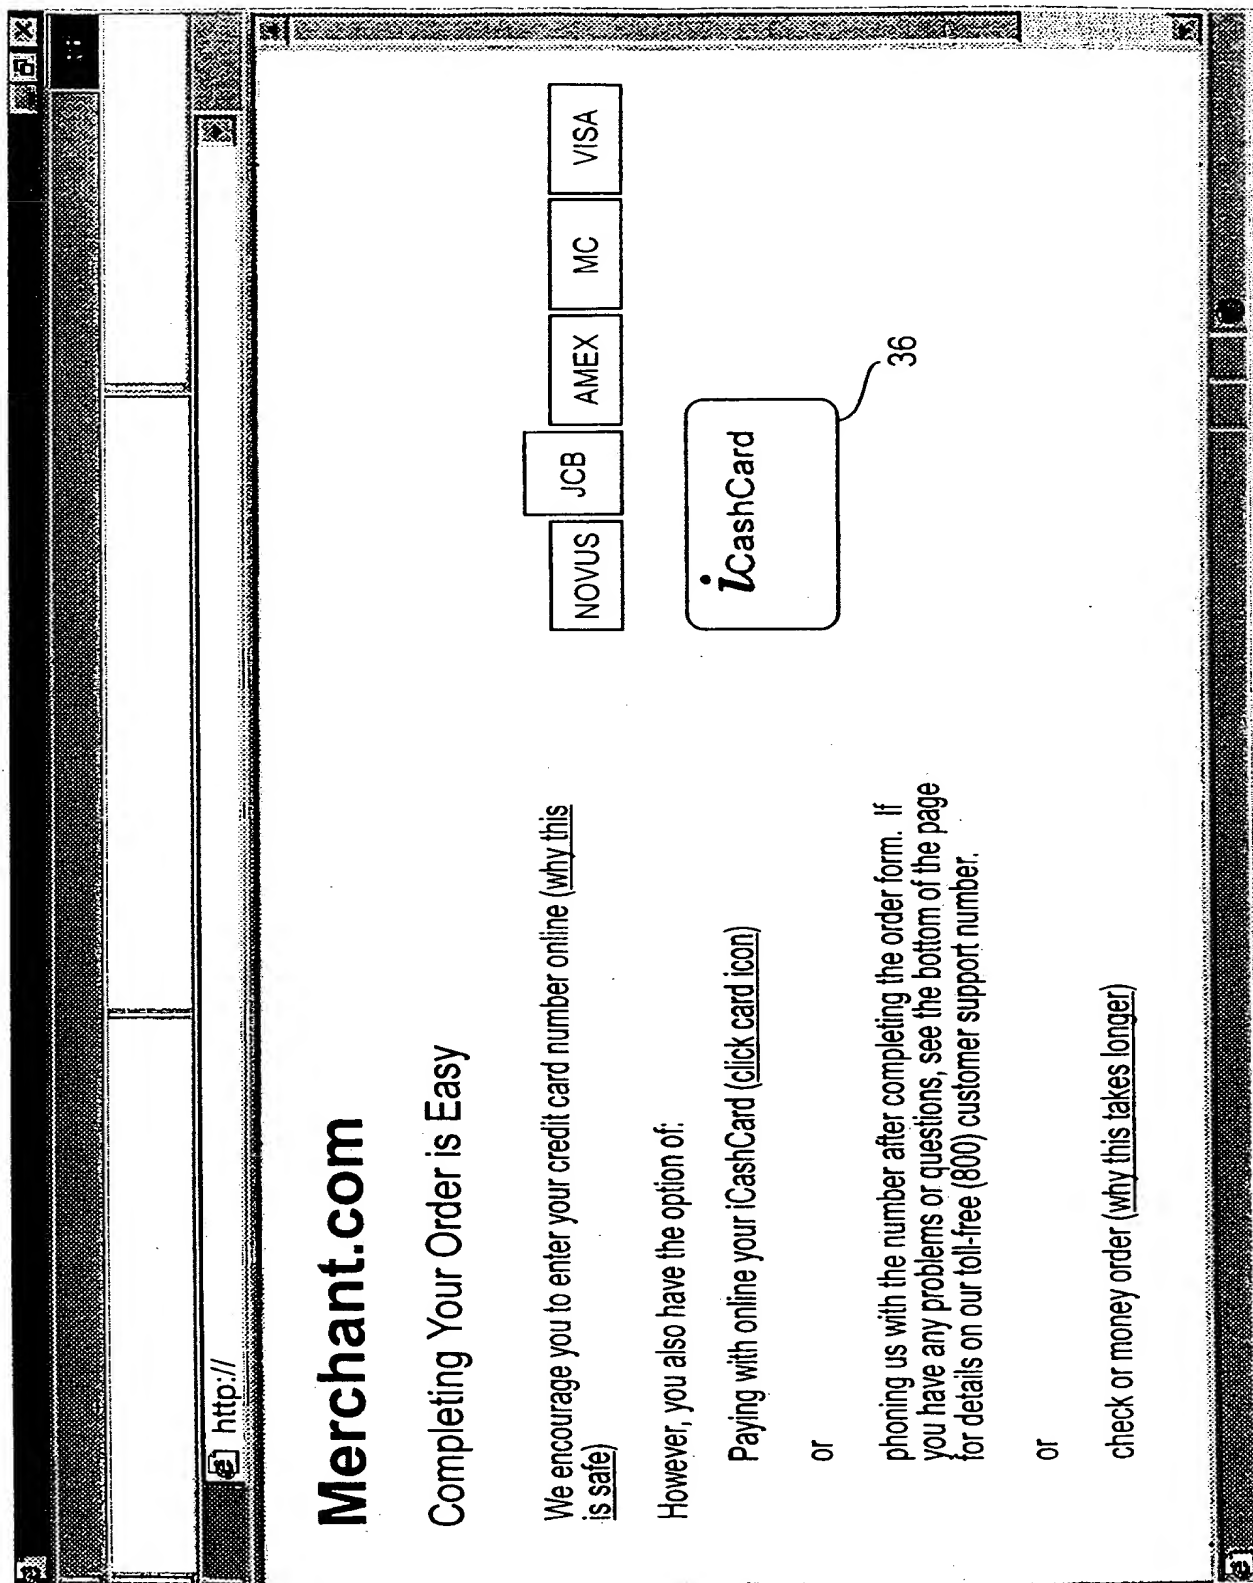 http://
Merchant.com
Completing Your Order is Easy
We encourage you to enter your credit card number online (why this
is safe)
NOVUS JCB AMEX MC VISA
However, you also have the option of:
iCashCard
Paying with online your iCashCard (click card icon)
36
or
phoning us with the number after completing the order form. If
you have any problems or questions, see the bottom of the page
for details on our toll-free (800) customer support number.
or
check or money order (why this takes longer)